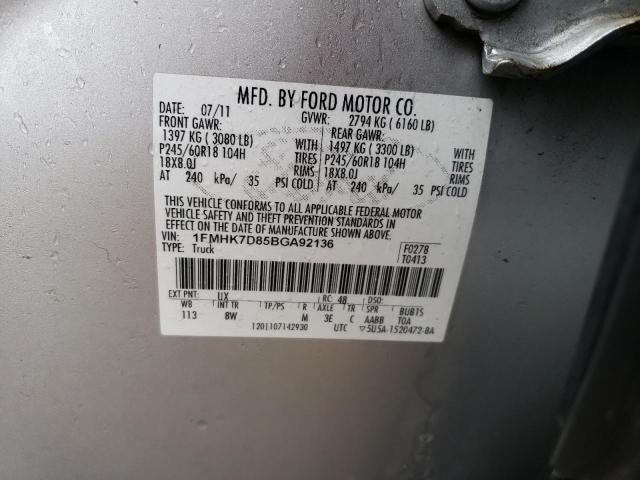 MFD. BY FORD MOTOR CO.
DATE: 07/11 GVWR: 2794 KG ( 6160 LB)
FRONT GAWR: REAR GAWR:
1397 KG ( 3080 LB) WITH 1497 KG ( 3300 LB) WITH
P245/60R18 104H TIRES P245/60R18 104H TIRES
18X8.0J RIMS 18X8.0J RIMS
AT 240 kPa/ 35 PSI COLD AT 240 kPa/ 35 PSI COLD
THIS VEHICLE CONFORMS TO ALL APPLICABLE FEDERAL MOTOR
VEHICLE SAFETY AND THEFT PREVENTION STANDARDS IN
EFFECT ON THE DATE OF MANUFACTURE SHOWN ABOVE.
VIN: 1FMHK7D85BGA92136 F0278
TYPE: Truck T0413
EXT PNT: UX RC: 48 DSO:
WB INT TR TP/PS R AXLE TR SPR BUB1S
113 8W M 3E C AABB TOA
1201107142930 UTC ▽5U5A-1520472-BA